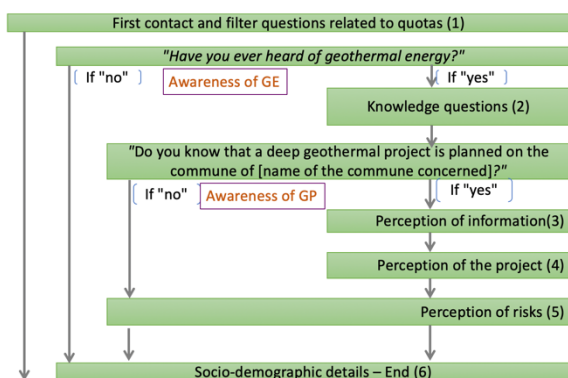 First contact and filter questions related to quotas (1)
"Have you ever heard of geothermal energy?"
If "no"
Awareness of GE
If "yes"
Knowledge questions (2)
"Do you know that a deep geothermal project is planned on the
commune of [name of the commune concerned]?"
If "no"
Awareness of GP
If "yes"
Perception of information(3)
Perception of the project (4)
Perception of risks (5)
Socio-demographic details – End (6)